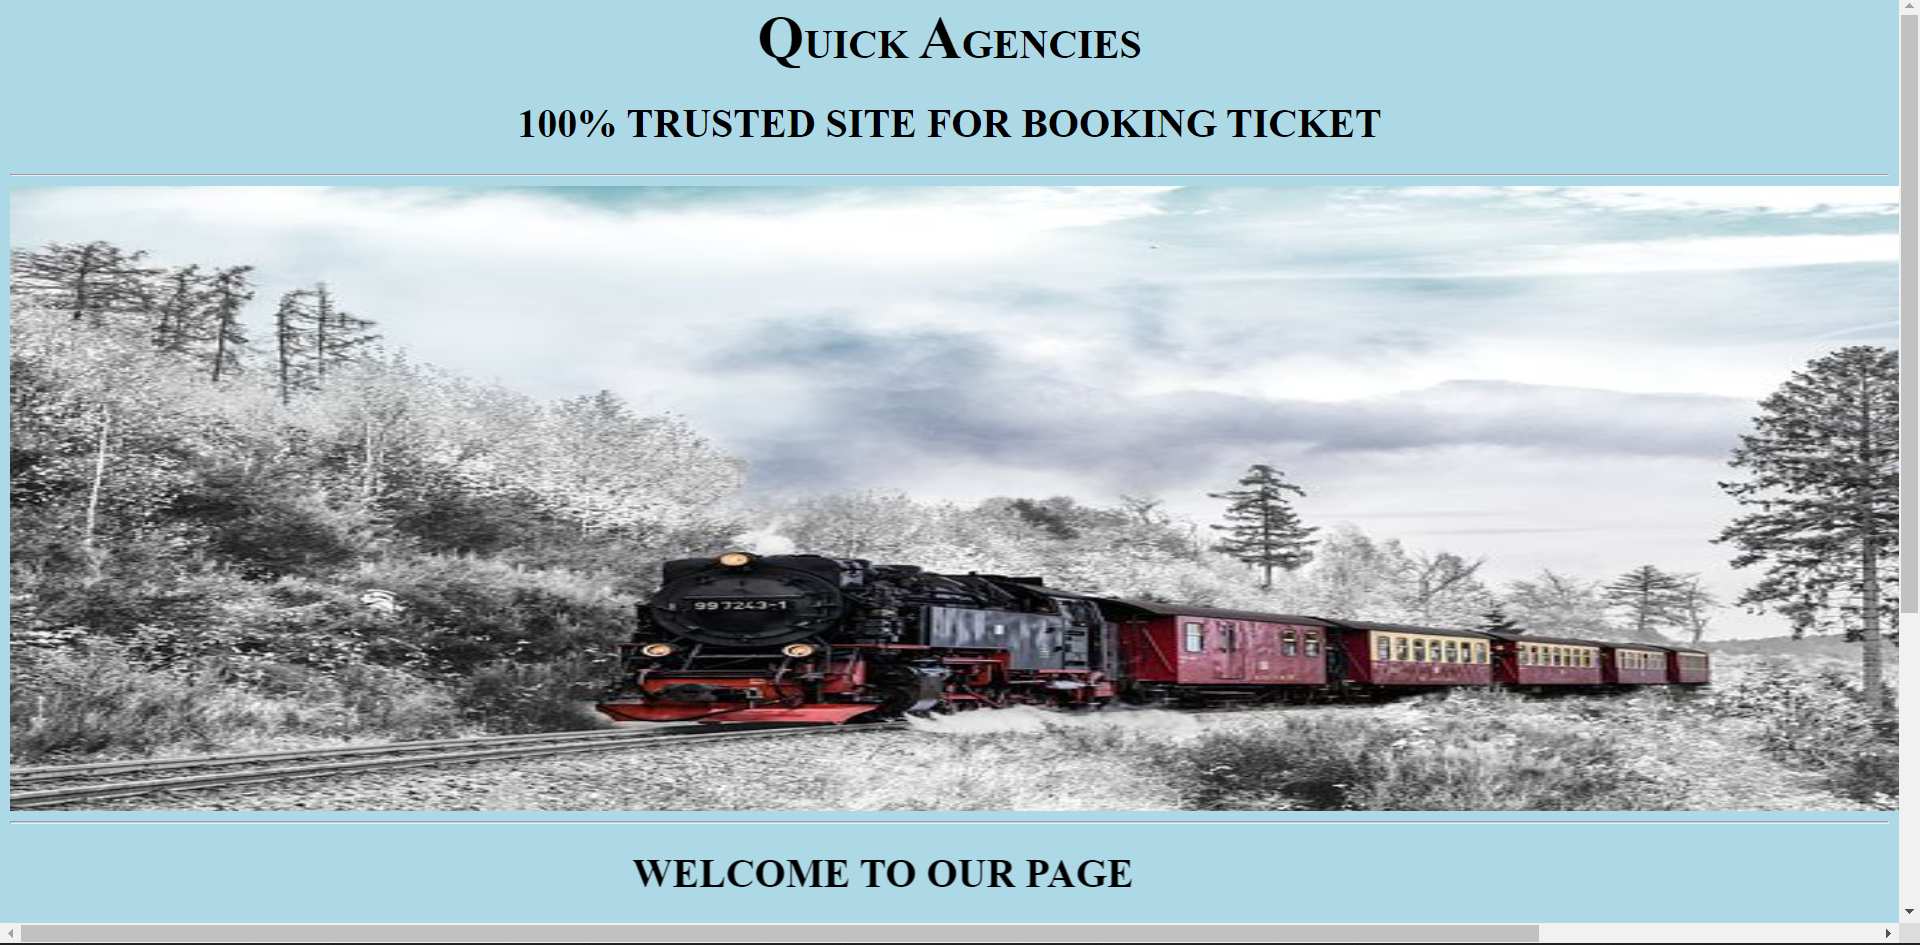 Quick Agencies
100% TRUSTED SITE FOR BOOKING TICKET
99 7243-1
WELCOME TO OUR PAGE